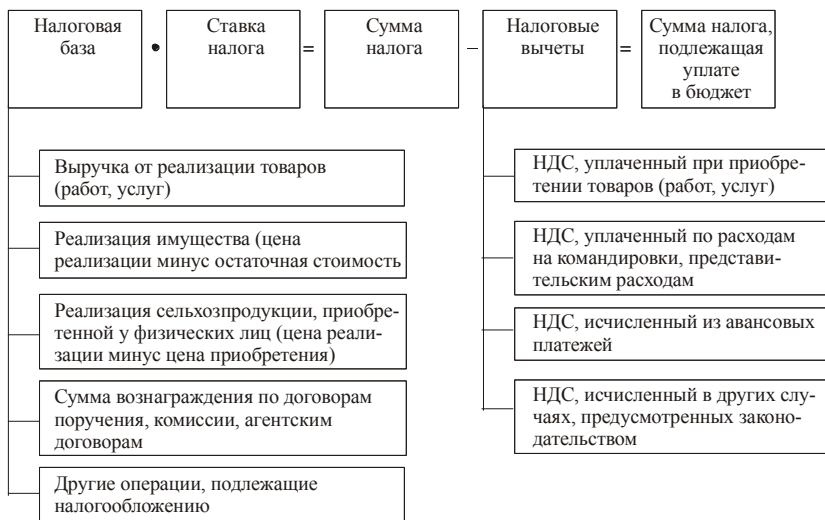 Налоговая
база
•
Ставка
налога
=
Сумма
налога
–
Налоговые
вычеты
=
Сумма налога,
подлежащая
уплате
в бюджет
Выручка от реализации товаров
(работ, услуг)
Реализация имущества (цена
реализации минус остаточная стоимость
Реализация сельхозпродукции, приобре-
тенной у физических лиц (цена реали-
зации минус цена приобретения)
Сумма вознаграждения по договорам
поручения, комиссии, агентским
договорам
Другие операции, подлежащие
налогообложению
НДС, уплаченный при приобре-
тении товаров (работ, услуг)
НДС, уплаченный по расходам
на командировки, представи-
тельским расходам
НДС, исчисленный из авансовых
платежей
НДС, исчисленный в других слу-
чаях, предусмотренных законо-
дательством